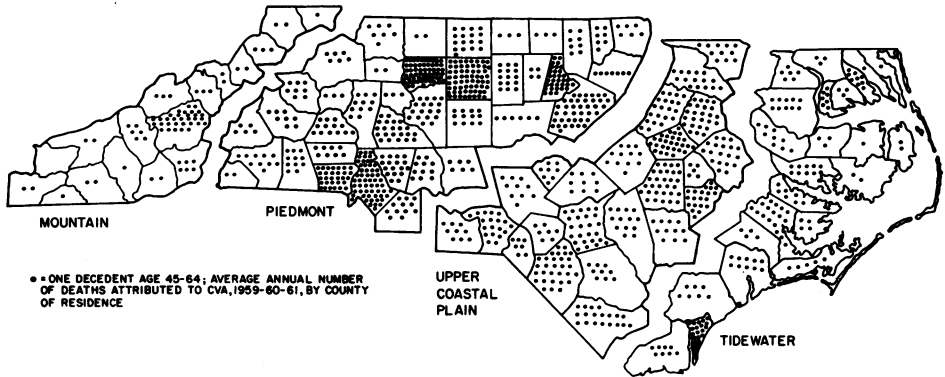 MOUNTAIN
PIEDMONT
UPPER
COASTAL
PLAIN
TIDEWATER
● = ONE DECEDENT AGE 45-64; AVERAGE ANNUAL NUMBER
OF DEATHS ATTRIBUTED TO CVA, 1959-60-61, BY COUNTY
OF RESIDENCE